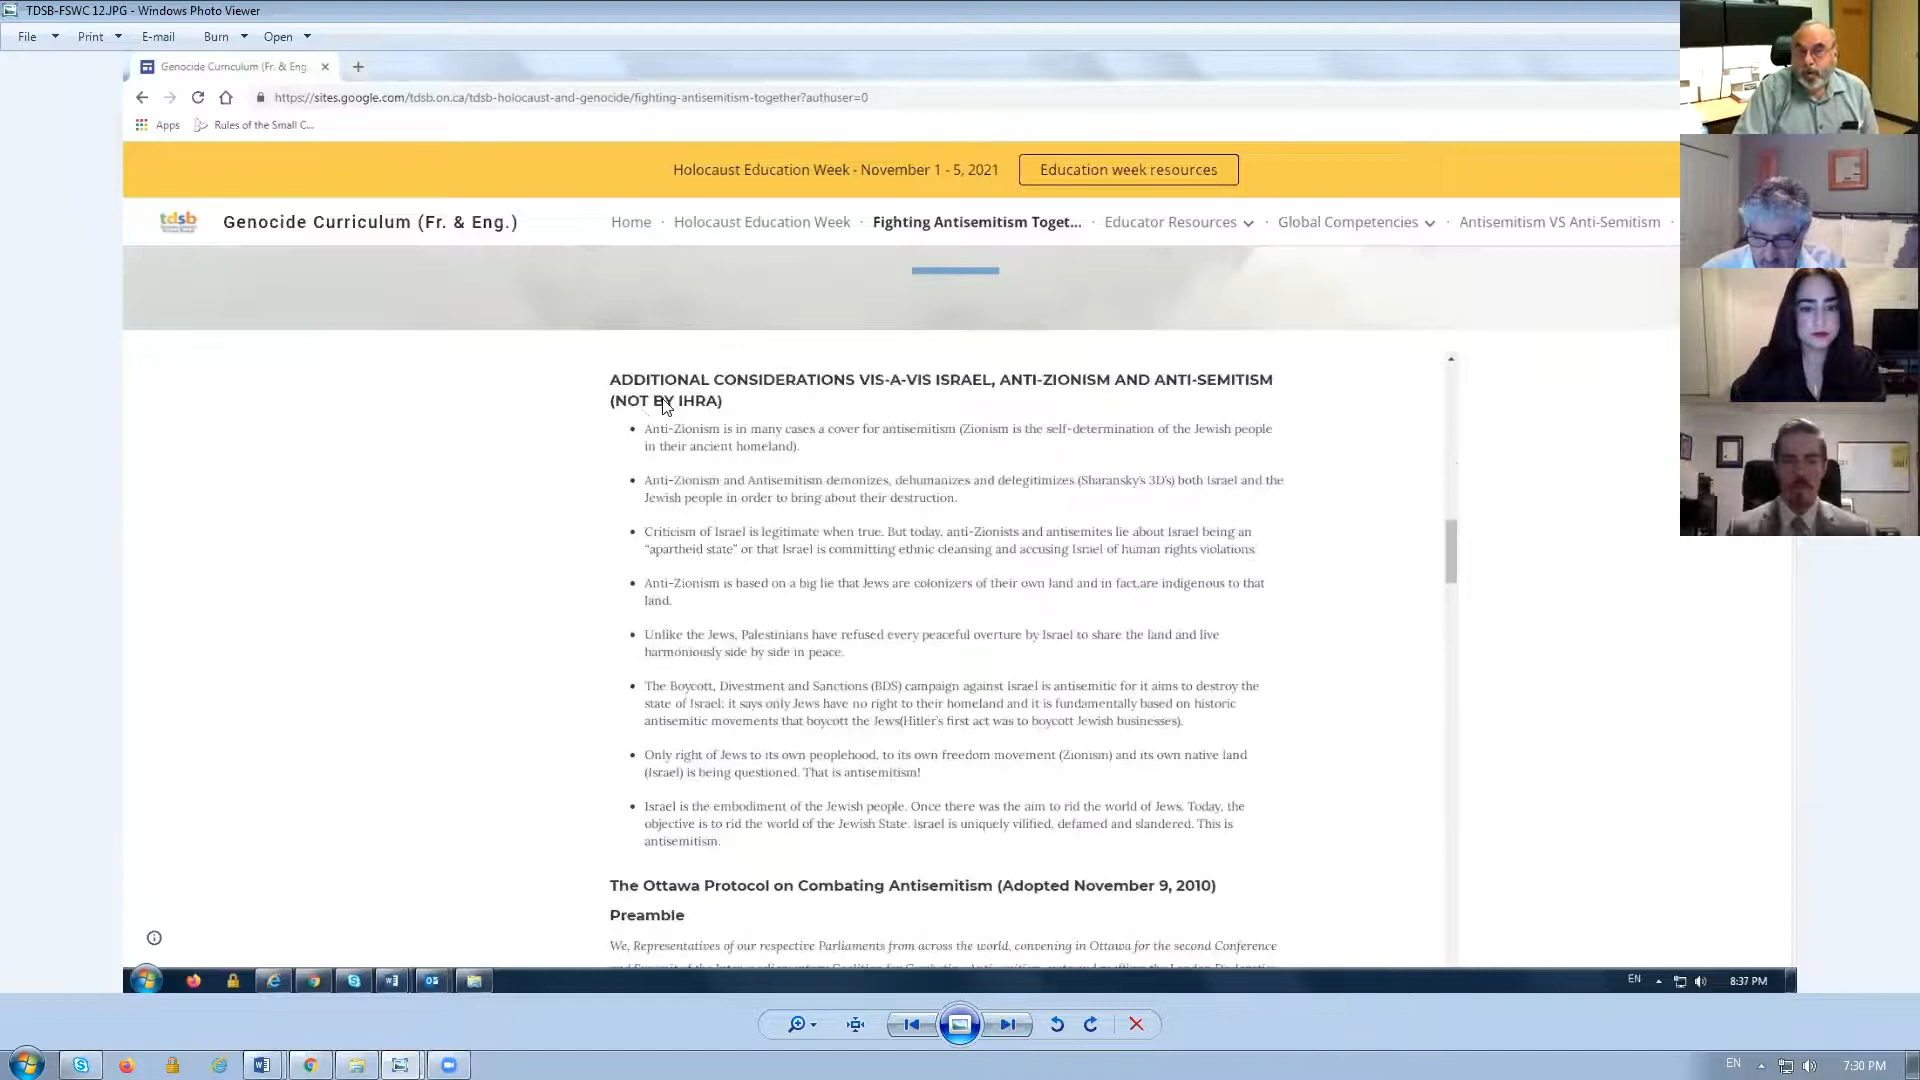 TDSB-FSWC 12.JPG - Windows Photo Viewer
File Print E-mail Burn Open
Genocide Curriculum (Fr. & Eng.
https://sites.google.com/tdsb.on.ca/tdsb-holocaust-and-genocide/fighting-antisemitism-together?authuser=0
Apps Rules of the Small C...
Holocaust Education Week - November 1 - 5, 2021 Education week resources
tdsb Genocide Curriculum (Fr. & Eng.) Home Holocaust Education Week Fighting Antisemitism Toget... Educator Resources Global Competencies Antisemitism VS Anti-Semitism
ADDITIONAL CONSIDERATIONS VIS-A-VIS ISRAEL, ANTI-ZIONISM AND ANTI-SEMITISM
(NOT BY IHRA)
Anti-Zionism is in many cases a cover for antisemitism (Zionism is the self-determination of the Jewish people
in their ancient homeland).
Anti-Zionism and Antisemitism demonizes, dehumanizes and delegitimizes (Sharansky's 3D's) both Israel and the
Jewish people in order to bring about their destruction.
Criticism of Israel is legitimate when true. But today, anti-Zionists and antisemites lie about Israel being an
"apartheid state" or that Israel is committing ethnic cleansing and accusing Israel of human rights violations.
Anti-Zionism is based on a big lie that Jews are colonizers of their own land and in fact,are indigenous to that
land.
Unlike the Jews, Palestinians have refused every peaceful overture by Israel to share the land and live
harmoniously side by side in peace.
The Boycott, Divestment and Sanctions (BDS) campaign against Israel is antisemitic for it aims to destroy the
state of Israel; it says only Jews have no right to their homeland and it is fundamentally based on historic
antisemitic movements that boycott the Jews(Hitler's first act was to boycott Jewish businesses).
Only right of Jews to its own peoplehood, to its own freedom movement (Zionism) and its own native land
(Israel) is being questioned. That is antisemitism!
Israel is the embodiment of the Jewish people. Once there was the aim to rid the world of Jews. Today, the
objective is to rid the world of the Jewish State. Israel is uniquely vilified, defamed and slandered. This is
antisemitism.
The Ottawa Protocol on Combating Antisemitism (Adopted November 9, 2010)
Preamble
We, Representatives of our respective Parliaments from across the world, convening in Ottawa for the second Conference
EN 8:37 PM
EN 7:30 PM